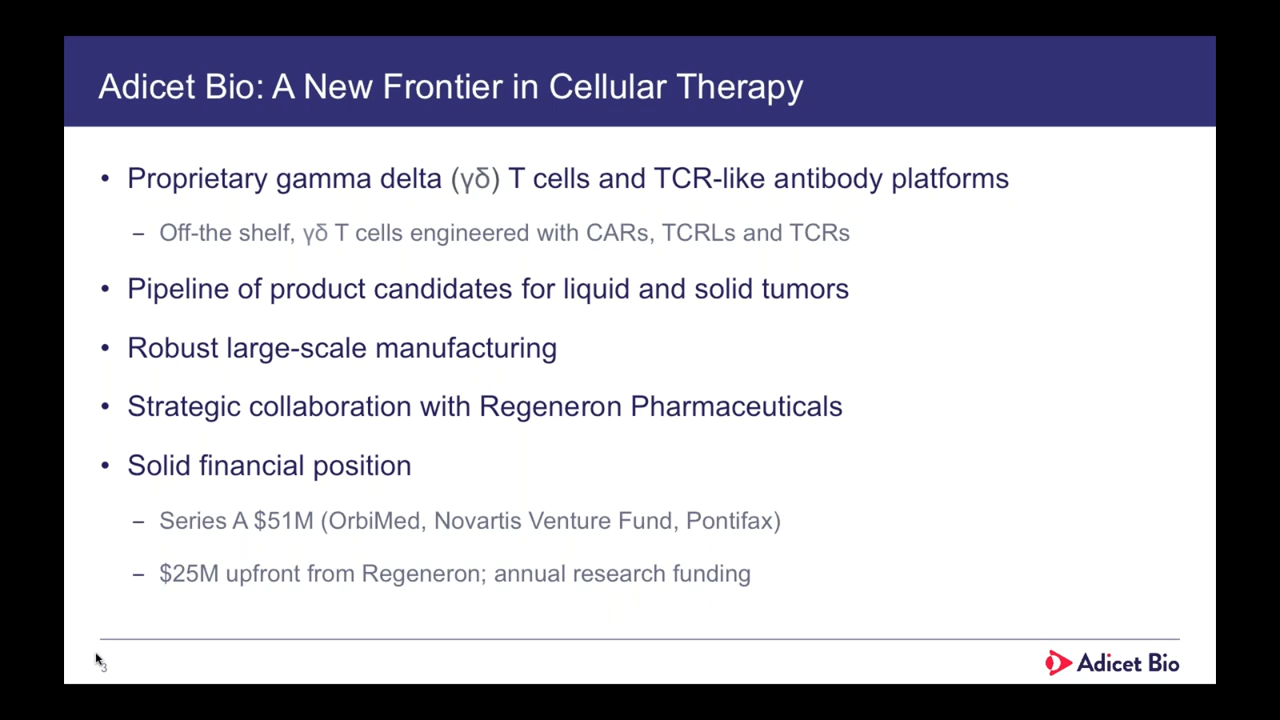 Adicet Bio: A New Frontier in Cellular Therapy
• Proprietary gamma delta (γδ) T cells and TCR-like antibody platforms
– Off-the shelf, γδ T cells engineered with CARs, TCRLs and TCRs
• Pipeline of product candidates for liquid and solid tumors
• Robust large-scale manufacturing
• Strategic collaboration with Regeneron Pharmaceuticals
• Solid financial position
– Series A $51M (OrbiMed, Novartis Venture Fund, Pontifax)
– $25M upfront from Regeneron; annual research funding
3
Adicet Bio